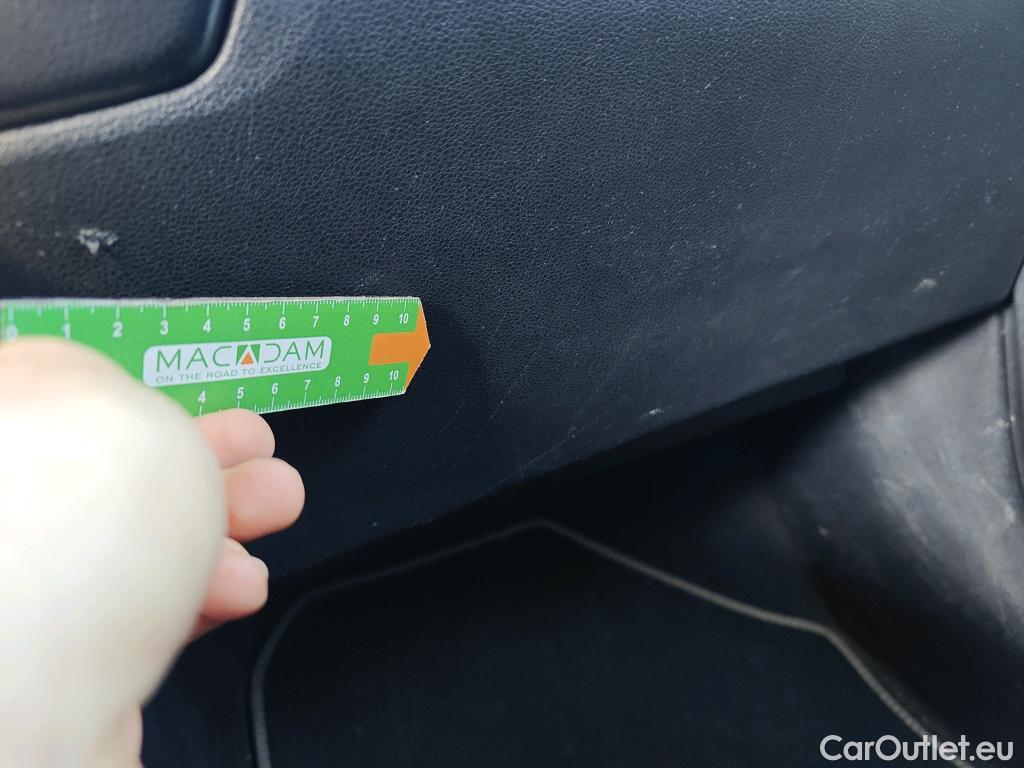 0 1 2 3 4 5 6 7 8 9 10
MACADAM
ON THE ROAD TO EXCELLENCE
4 5 6 7 8 9 10
CarOutlet.eu